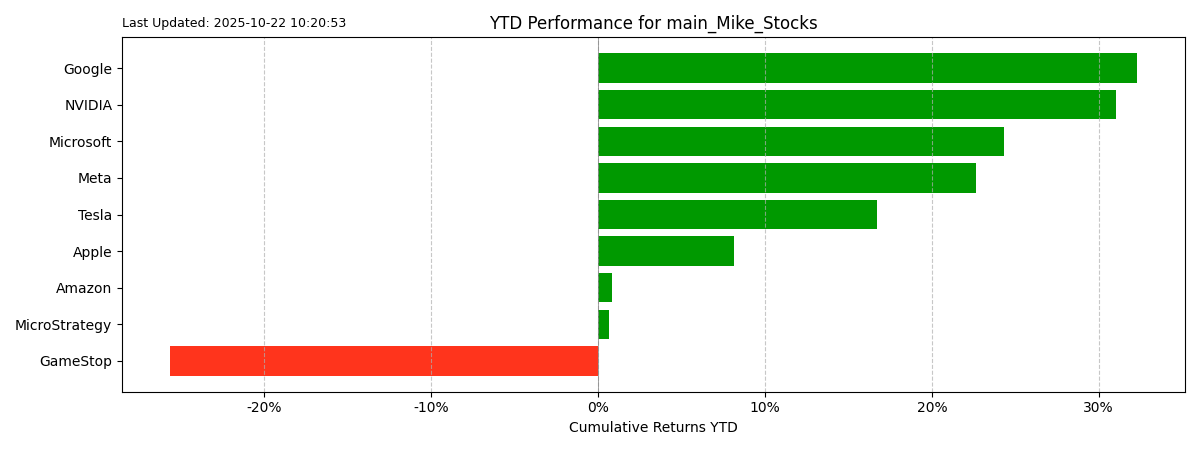 Last Updated: 2025-10-22 10:20:53
YTD Performance for main_Mike_Stocks
Google
NVIDIA
Microsoft
Meta
Tesla
Apple
Amazon
MicroStrategy
GameStop
-20% -10% 0% 10% 20% 30%
Cumulative Returns YTD